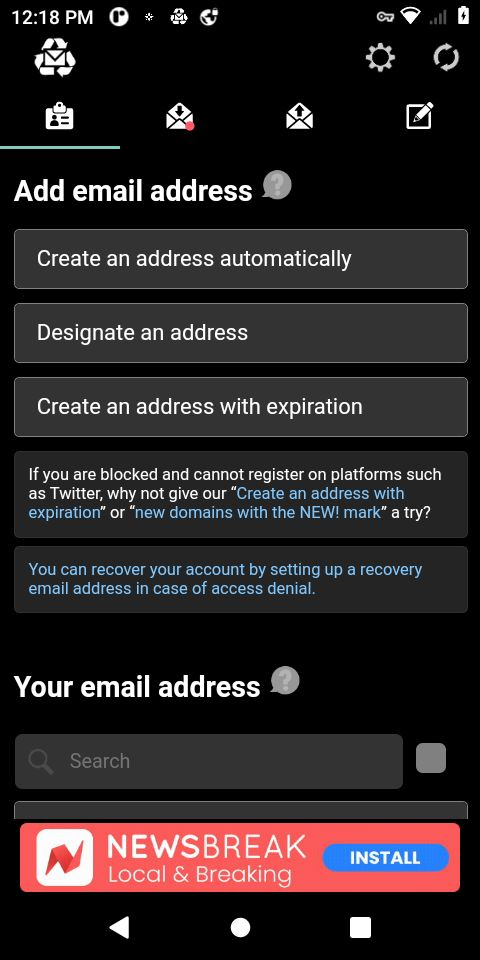 12:18 PM
Add email address
Create an address automatically
Designate an address
Create an address with expiration
If you are blocked and cannot register on platforms such
as Twitter, why not give our “Create an address with
expiration” or “new domains with the NEW! mark” a try?
You can recover your account by setting up a recovery
email address in case of access denial.
Your email address
Search
NEWSBREAK
Local & Breaking
INSTALL